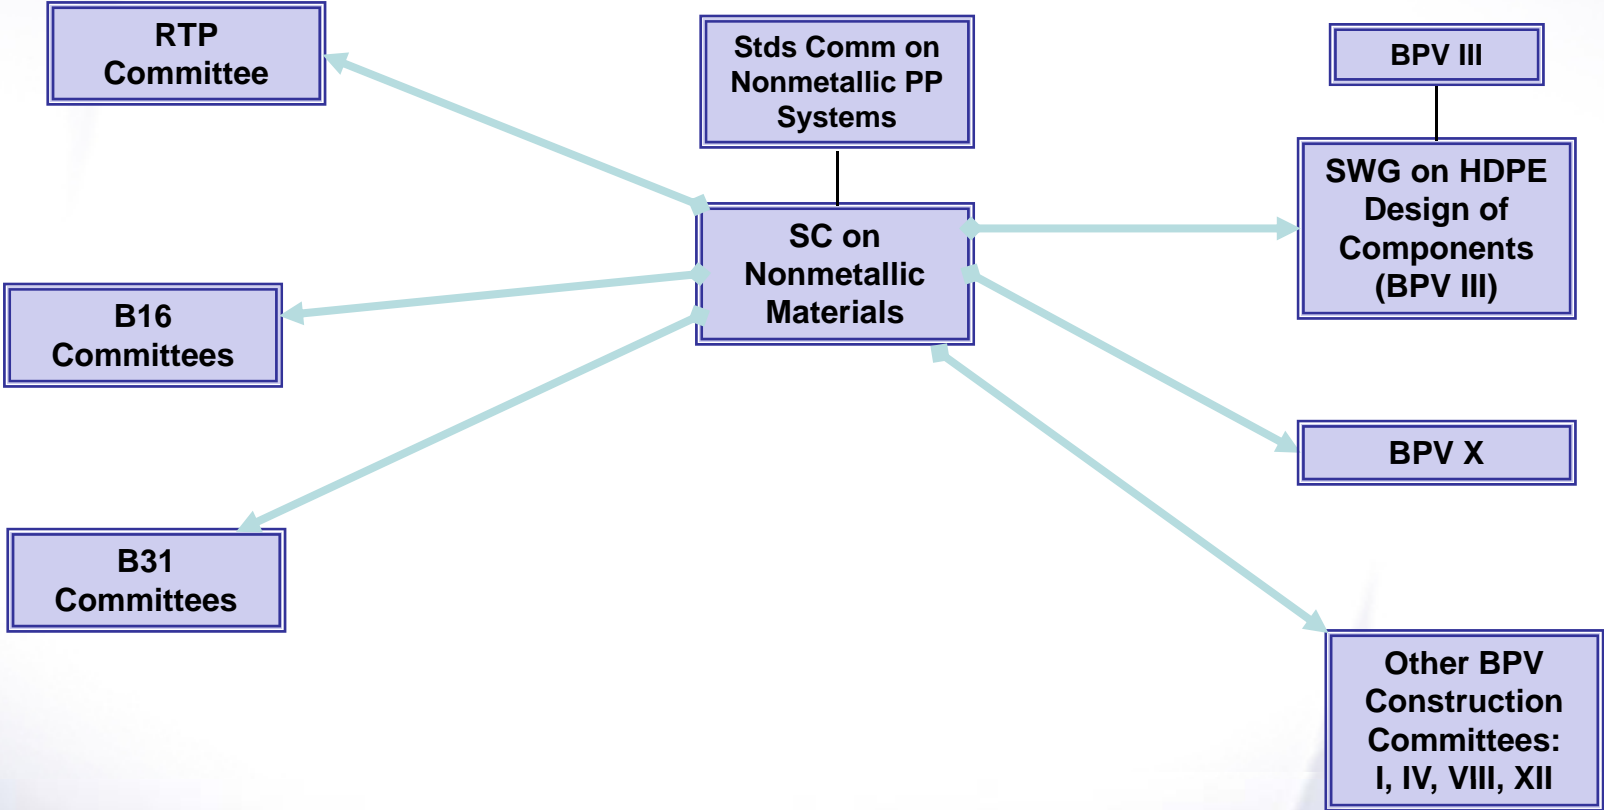 RTP
Committee
Stds Comm on
Nonmetallic PP
Systems
BPV III
SWG on HDPE
Design of
Components
(BPV III)
SC on
Nonmetallic
Materials
B16
Committees
BPV X
B31
Committees
Other BPV
Construction
Committees:
I, IV, VIII, XII